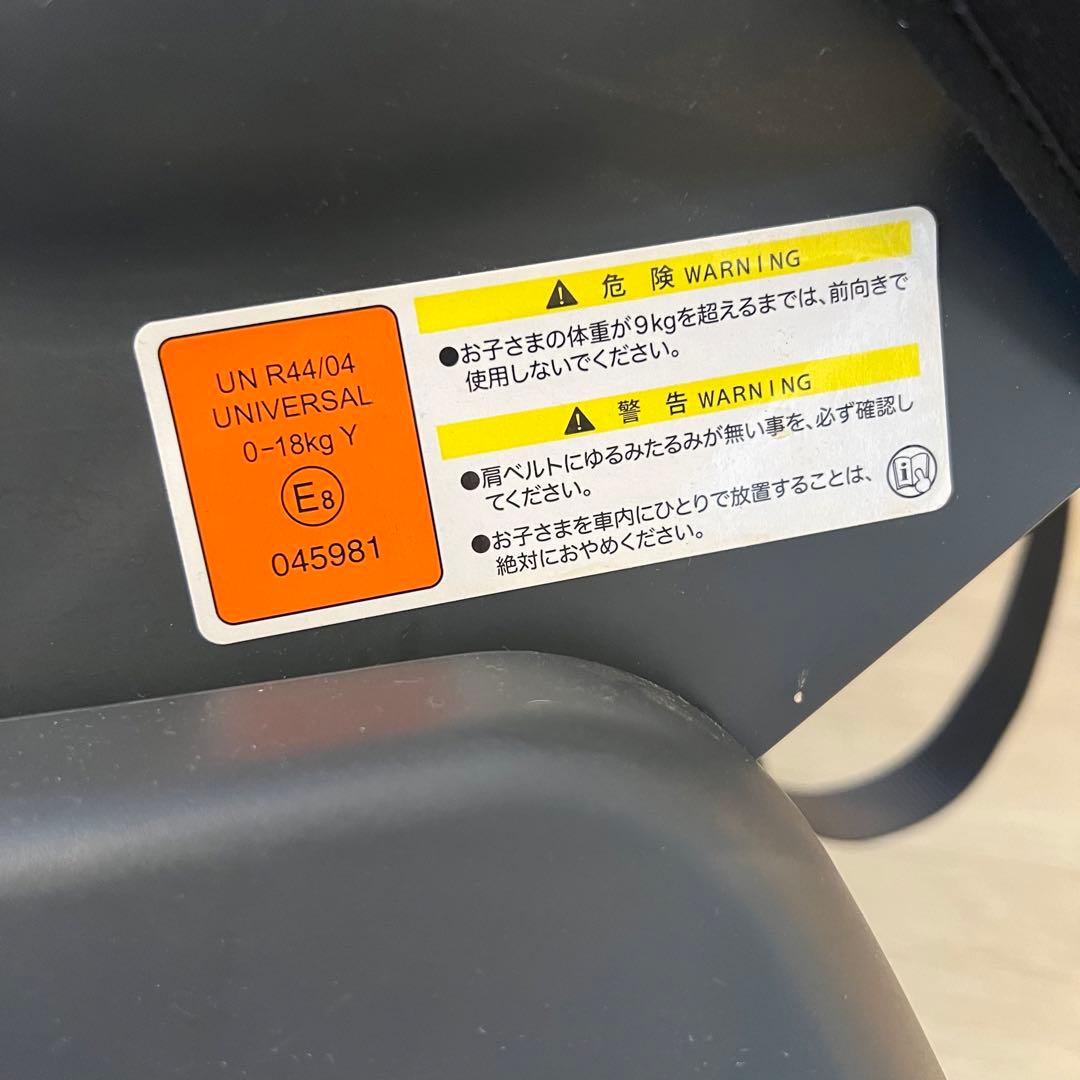 UN R44/04
UNIVERSAL
0-18kg Y
E8
045981
危 険 WARNING
●お子さまの体重が9kgを超えるまでは、前向きで
使用しないでください。
警 告 WARNING
●肩ベルトにゆるみたるみが無い事を、必ず確認し
てください。
●お子さまを車内にひとりで放置することは、
絶対におやめください。